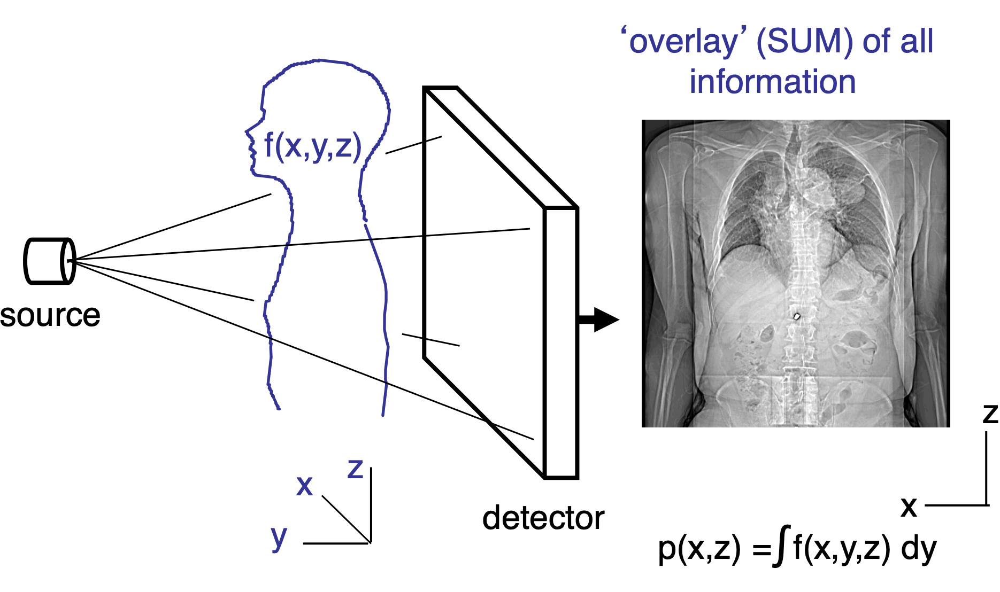 ‘overlay’ (SUM) of all
information
f(x,y,z)
source
z
x
y
detector
z
x
p(x,z) =∫f(x,y,z) dy